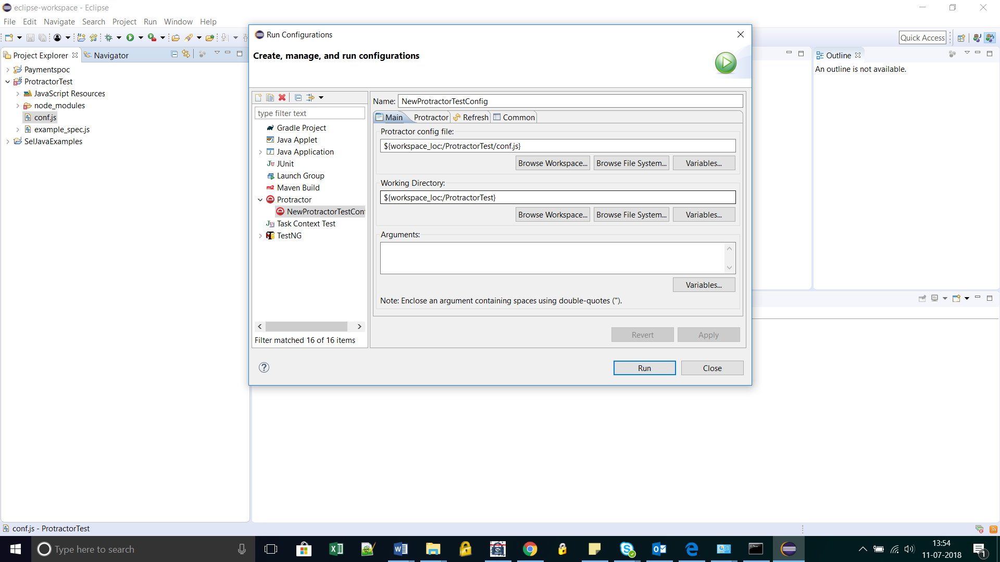 eclipse-workspace - Eclipse
File Edit Navigate Search Project Run Window Help
Quick Access
Project Explorer
Navigator
Paymentspoc
ProtractorTest
JavaScript Resources
node_modules
conf.js
example_spec.js
SelJavaExamples
Run Configurations
Create, manage, and run configurations
type filter text
Gradle Project
Java Applet
Java Application
JUnit
Launch Group
Maven Build
Protractor
NewProtractorTestConf
Task Context Test
TestNG
Filter matched 16 of 16 items
Name: NewProtractorTestConfig
Main Protractor Refresh Common
Protractor config file:
${workspace_loc:/ProtractorTest/conf.js}
Browse Workspace... Browse File System... Variables...
Working Directory:
${workspace_loc:/ProtractorTest}
Browse Workspace... Browse File System... Variables...
Arguments:
Variables...
Note: Enclose an argument containing spaces using double-quotes (").
Revert Apply
Run Close
Outline
An outline is not available.
conf.js - ProtractorTest
Type here to search
13:54
11-07-2018
1